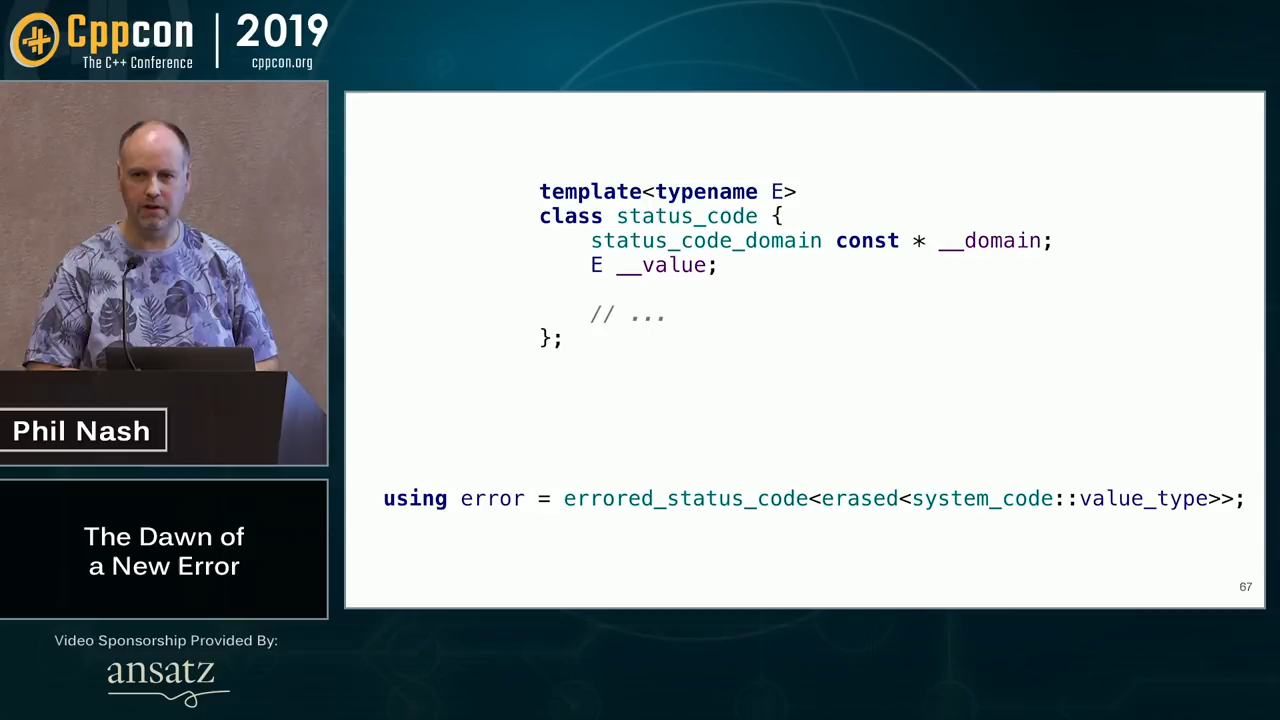 Cppcon
The C++ Conference
2019
cppcon.org
template<typename E>
class status_code {
    status_code_domain const * __domain;
    E __value;
    // ...
};
using error = errored_status_code<erased<system_code::value_type>>;
67
Phil Nash
The Dawn of
a New Error
Video Sponsorship Provided By:
ansatz